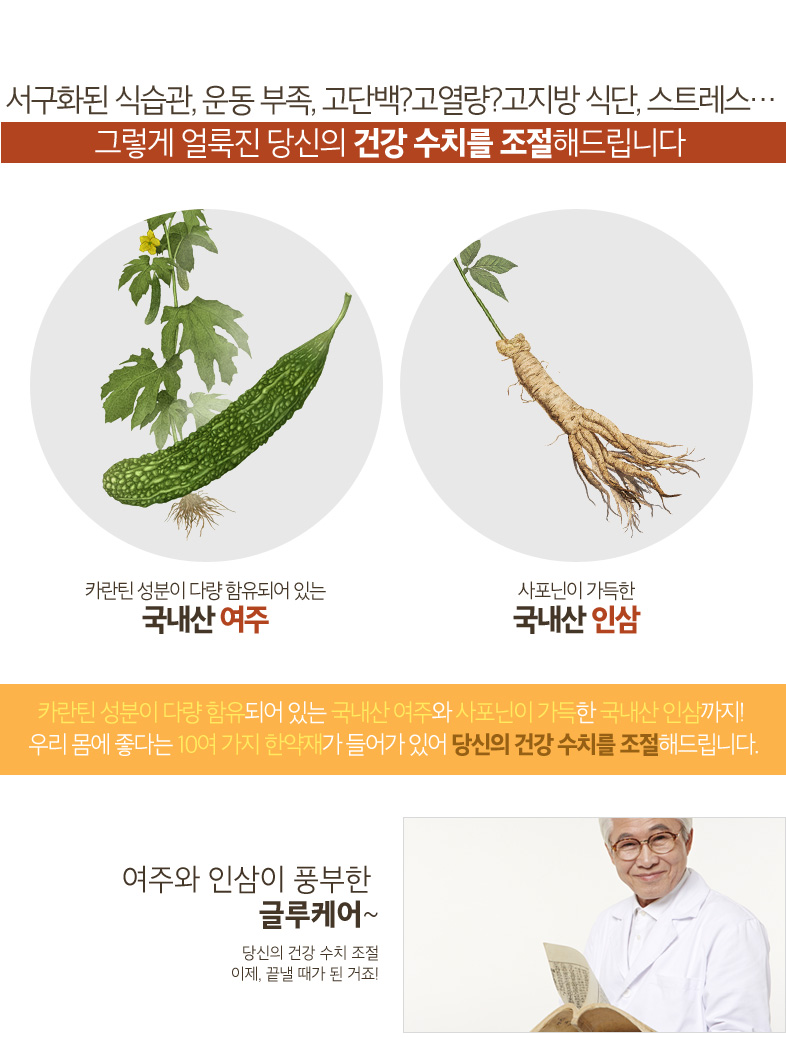 서구화된 식습관, 운동 부족, 고단백?고열량?고지방 식단, 스트레스…
그렇게 얼룩진 당신의 건강 수치를 조절해드립니다
카란틴 성분이 다량 함유되어 있는
국내산 여주
사포닌이 가득한
국내산 인삼
카란틴 성분이 다량 함유되어 있는 국내산 여주와 사포닌이 가득한 국내산 인삼까지!
우리 몸에 좋다는 10여 가지 한약재가 들어가 있어 당신의 건강 수치를 조절해드립니다.
여주와 인삼이 풍부한
글루케어~
당신의 건강 수치 조절
이제, 끝낼 때가 된 거죠!